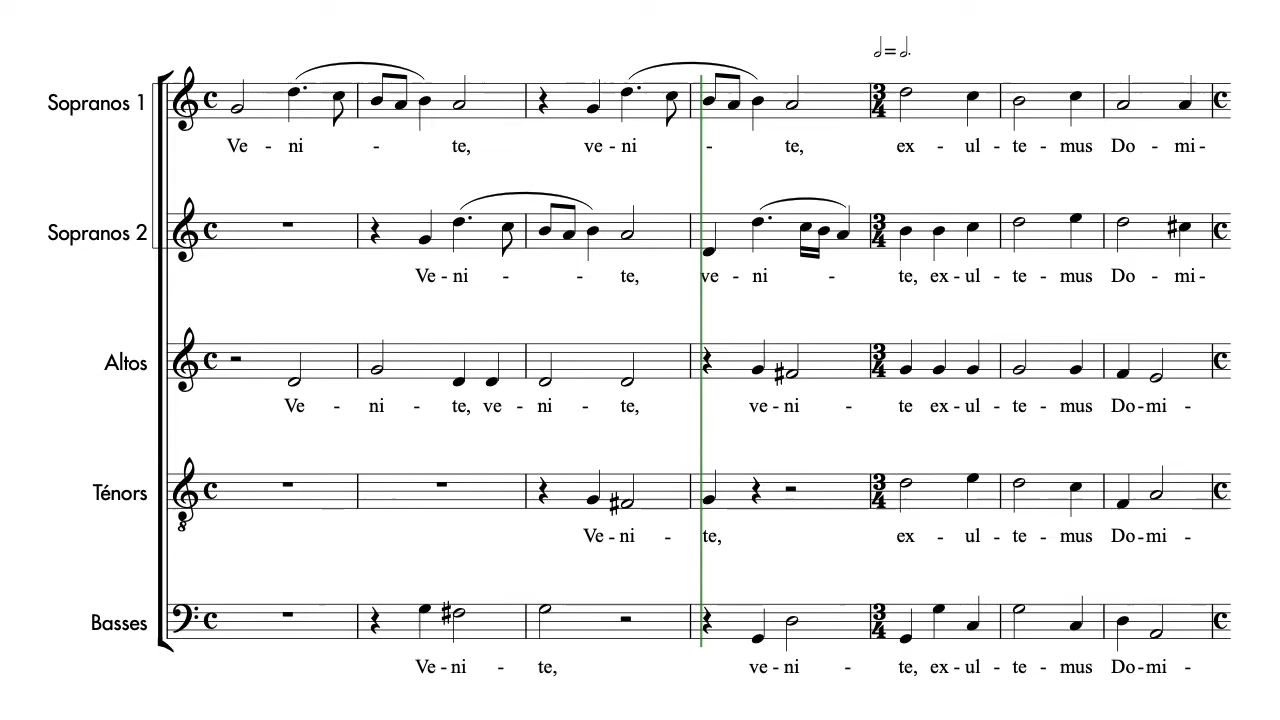 𝅗𝅥 = 𝅗𝅥.
Sopranos 1
Ve - ni - te, ve - ni - te, ex - ul - te - mus Do - mi -
Sopranos 2
Ve - ni - - te, ve - ni - te, ex - ul - te - mus Do - mi -
Altos
Ve - ni - te, ve - ni - te, ve - ni - te ex - ul - te - mus Do - mi -
Ténors
8
Ve - ni - te, ex - ul - te - mus Do - mi -
Basses
Ve - ni - te, ve - ni - te, ex - ul - te - mus Do - mi -